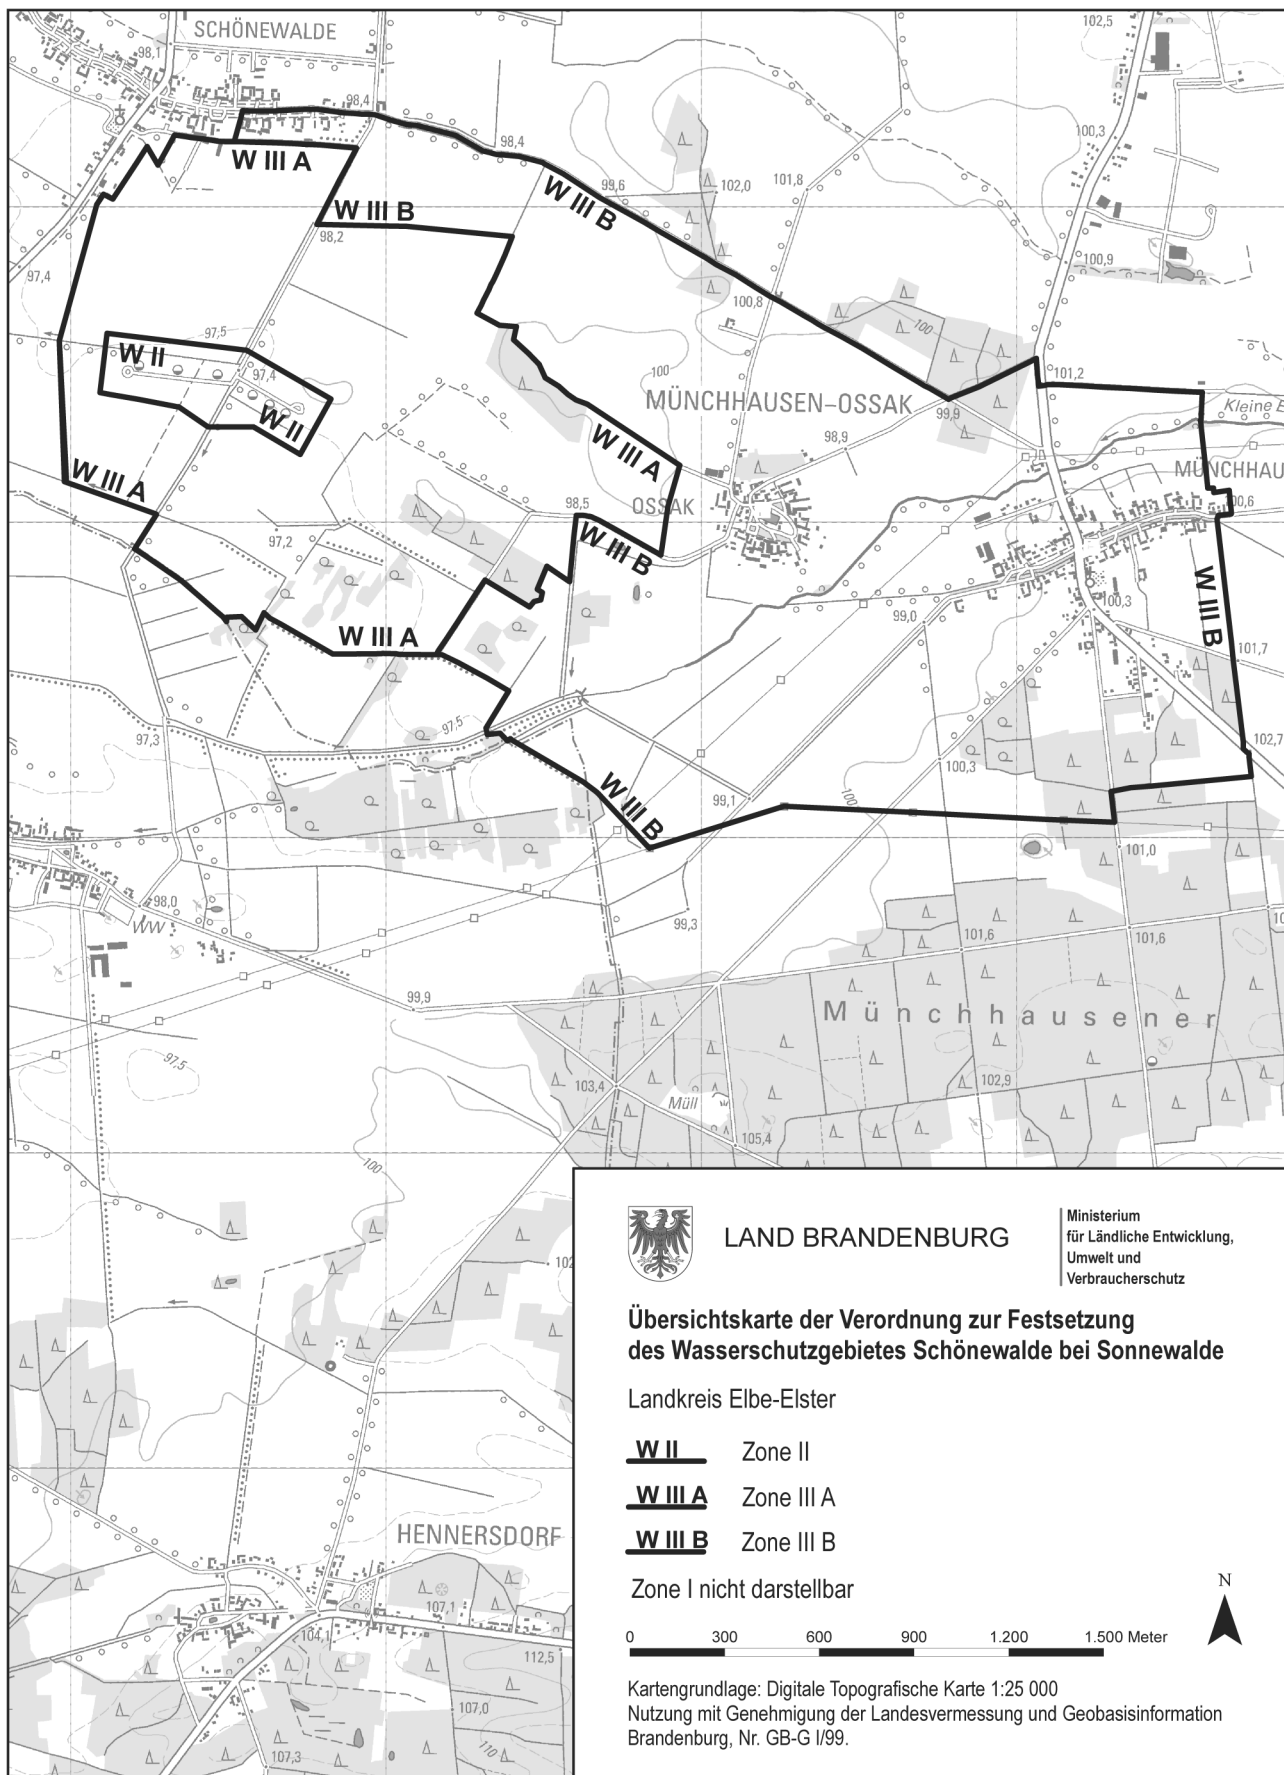 SCHÖNEWALDE
102,5
98,1
98,4
100,3
98,4
W III A
99,6
102,0
101,8
W III B
W III B
98,2
97,4
100,9
100,8
97,5
100
W II
97,4
100
101,2
MÜNCHHAUSEN–OSSAK
99,9
Kleine E
W II
98,9
W III A
W III A
MÜNCHHAU
98,5
OSSAK
100,6
97,2
W III B
W III B
100,3
99,0
W III A
101,7
97,5
97,3
102,7
100,3
W III B
99,1
100
101,0
98,0
WW
99,3
101,6
101,6
99,9
Münchhausener
97,5
103,4
102,9
Müll
105,4
100
102
LAND BRANDENBURG
Ministerium
für Ländliche Entwicklung,
Umwelt und
Verbraucherschutz
Übersichtskarte der Verordnung zur Festsetzung
des Wasserschutzgebietes Schönewalde bei Sonnewalde
Landkreis Elbe-Elster
W II Zone II
W III A Zone III A
W III B Zone III B
Zone I nicht darstellbar
N
0 300 600 900 1.200 1.500 Meter
Kartengrundlage: Digitale Topografische Karte 1:25 000
Nutzung mit Genehmigung der Landesvermessung und Geobasisinformation
Brandenburg, Nr. GB-G I/99.
HENNERSDORF
107,1
104,1
112,5
107,0
110
107,3